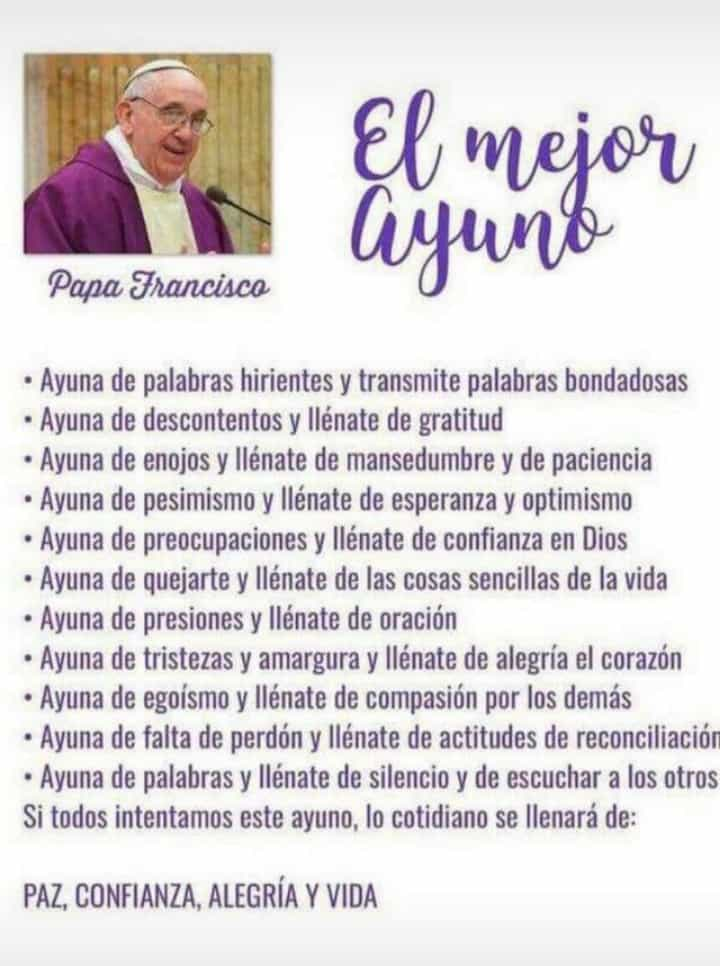 El mejor
Ayuno
Papa Francisco
• Ayuna de palabras hirientes y transmite palabras bondadosas
• Ayuna de descontentos y llénate de gratitud
• Ayuna de enojos y llénate de mansedumbre y de paciencia
• Ayuna de pesimismo y llénate de esperanza y optimismo
• Ayuna de preocupaciones y llénate de confianza en Dios
• Ayuna de quejarte y llénate de las cosas sencillas de la vida
• Ayuna de presiones y llénate de oración
• Ayuna de tristezas y amargura y llénate de alegría el corazón
• Ayuna de egoísmo y llénate de compasión por los demás
• Ayuna de falta de perdón y llénate de actitudes de reconciliación
• Ayuna de palabras y llénate de silencio y de escuchar a los otros
Si todos intentamos este ayuno, lo cotidiano se llenará de:
PAZ, CONFIANZA, ALEGRÍA Y VIDA